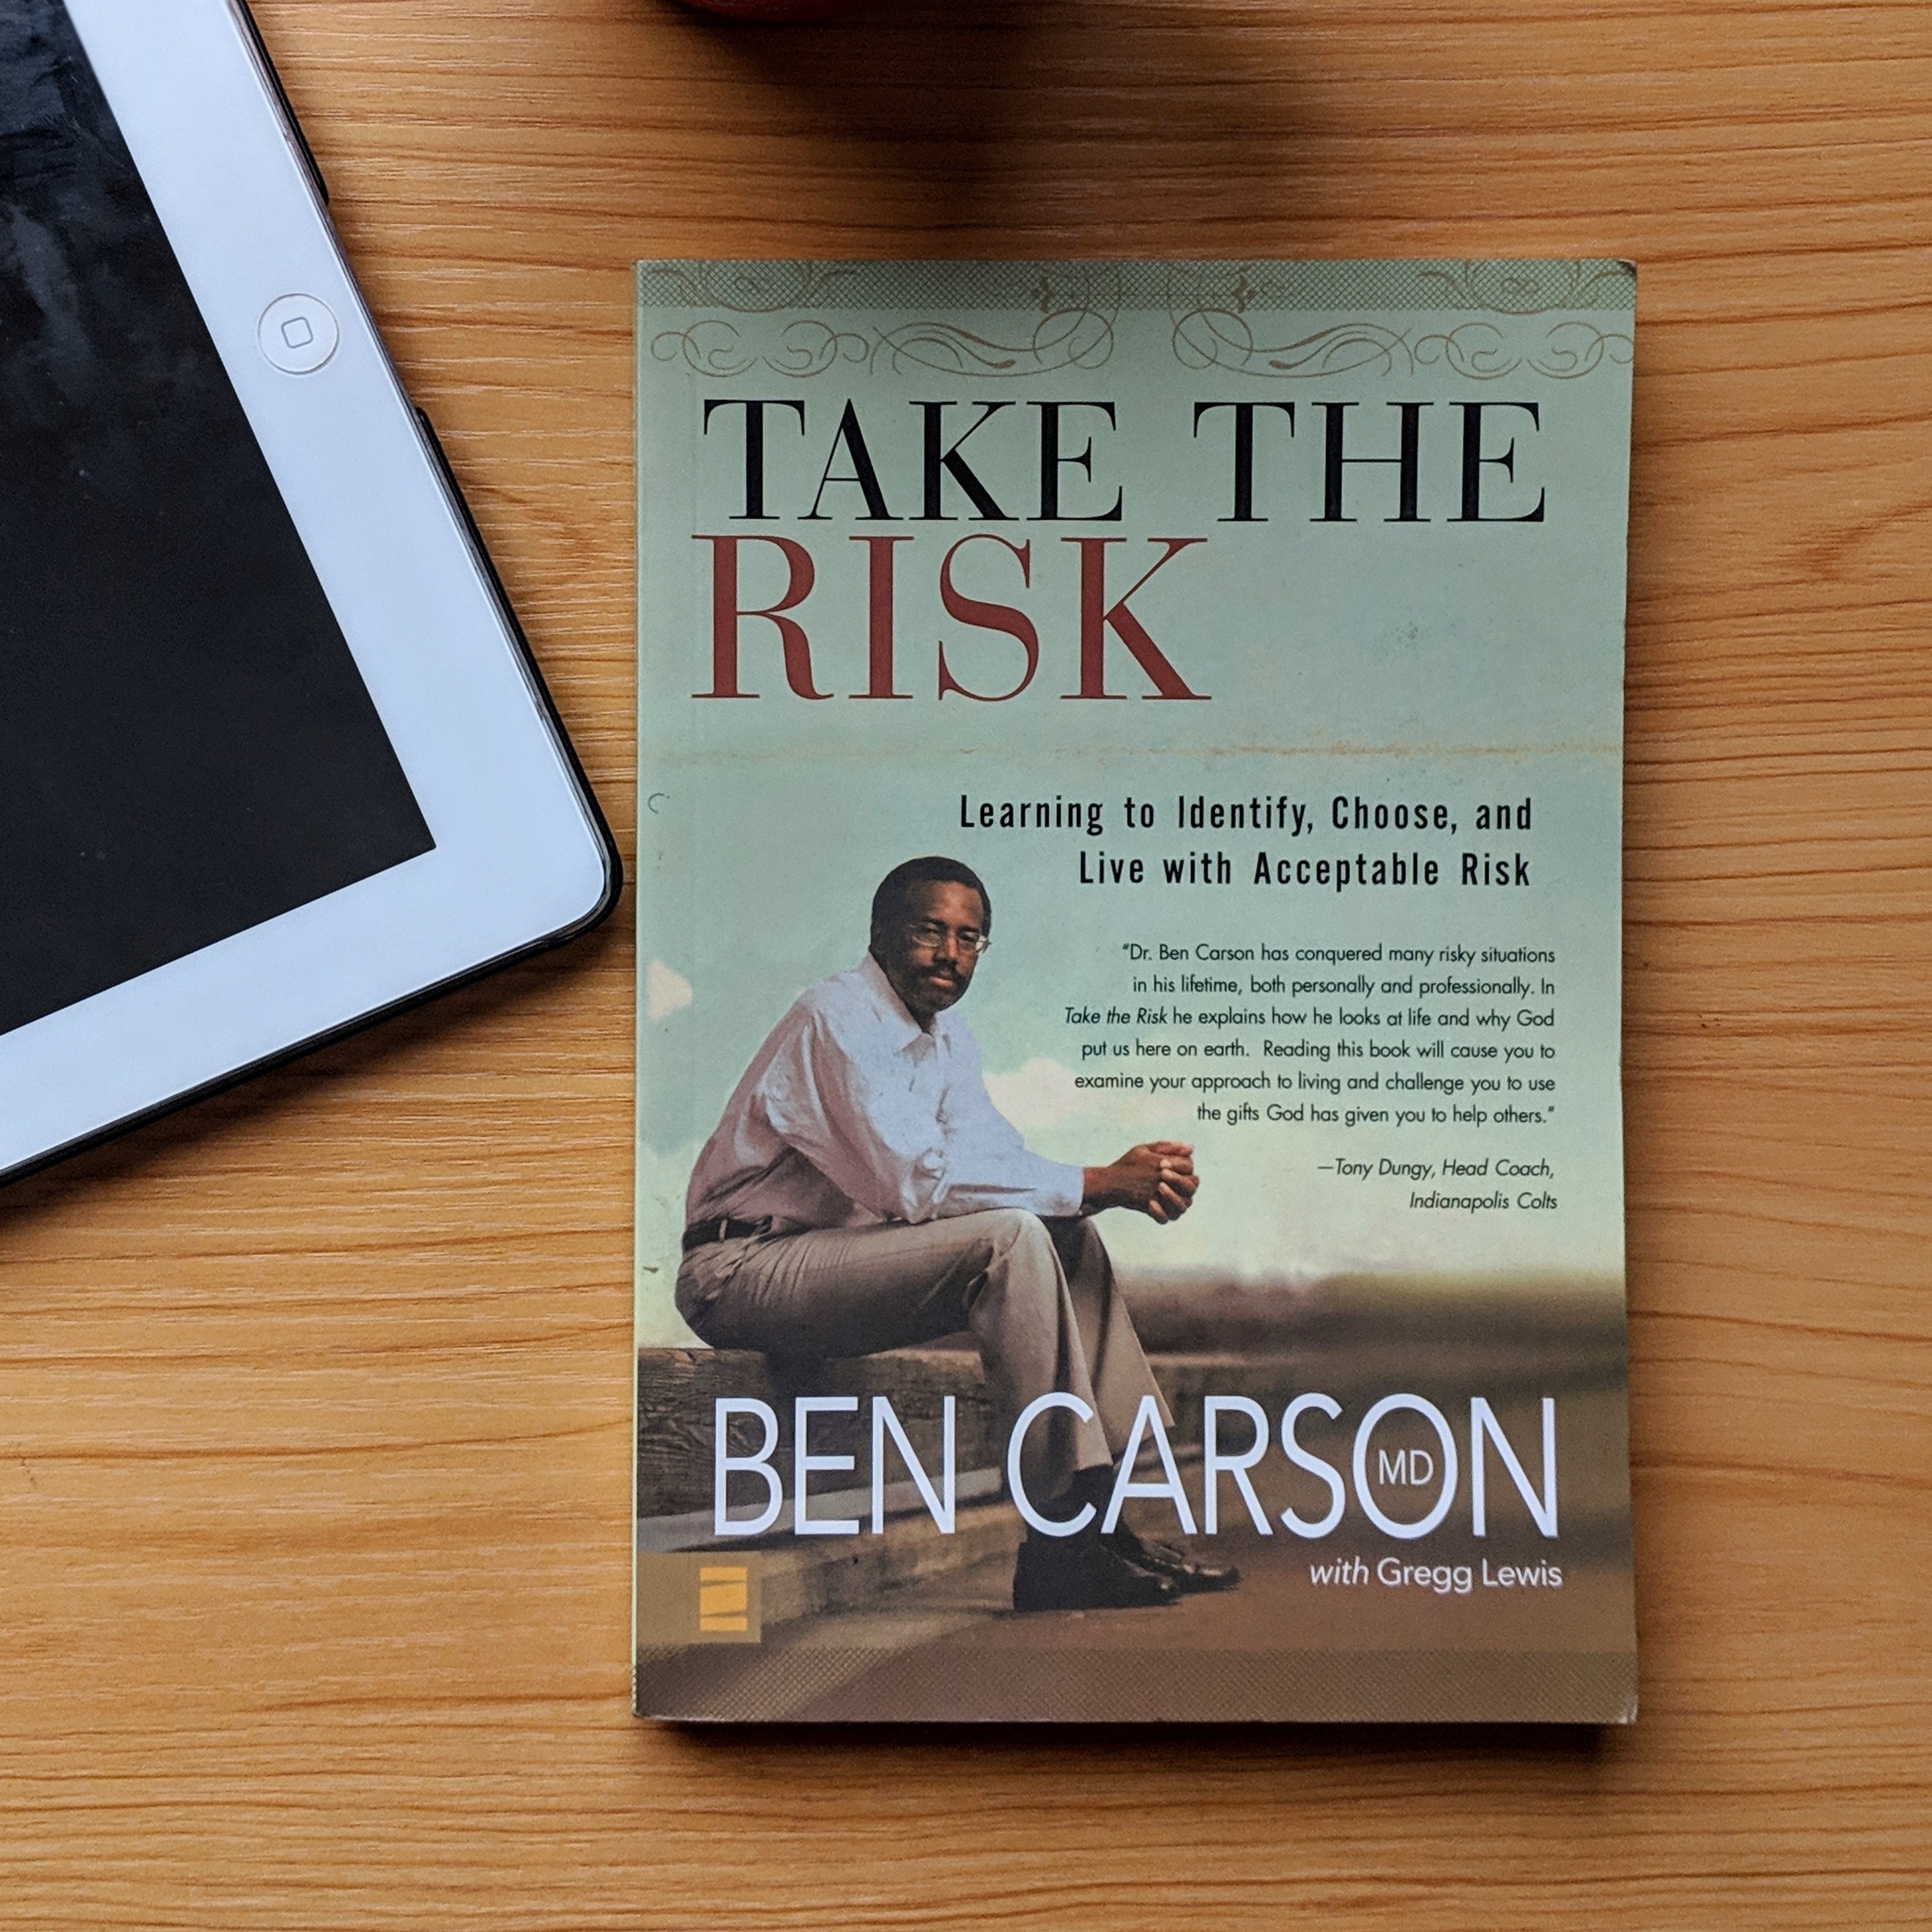 TAKE THE
RISK
Learning to Identify, Choose, and
Live with Acceptable Risk
"Dr. Ben Carson has conquered many risky situations
in his lifetime, both personally and professionally. In
Take the Risk he explains how he looks at life and why God
put us here on earth. Reading this book will cause you to
examine your approach to living and challenge you to use
the gifts God has given you to help others."
—Tony Dungy, Head Coach,
Indianapolis Colts
BEN CARSON
MD
with Gregg Lewis